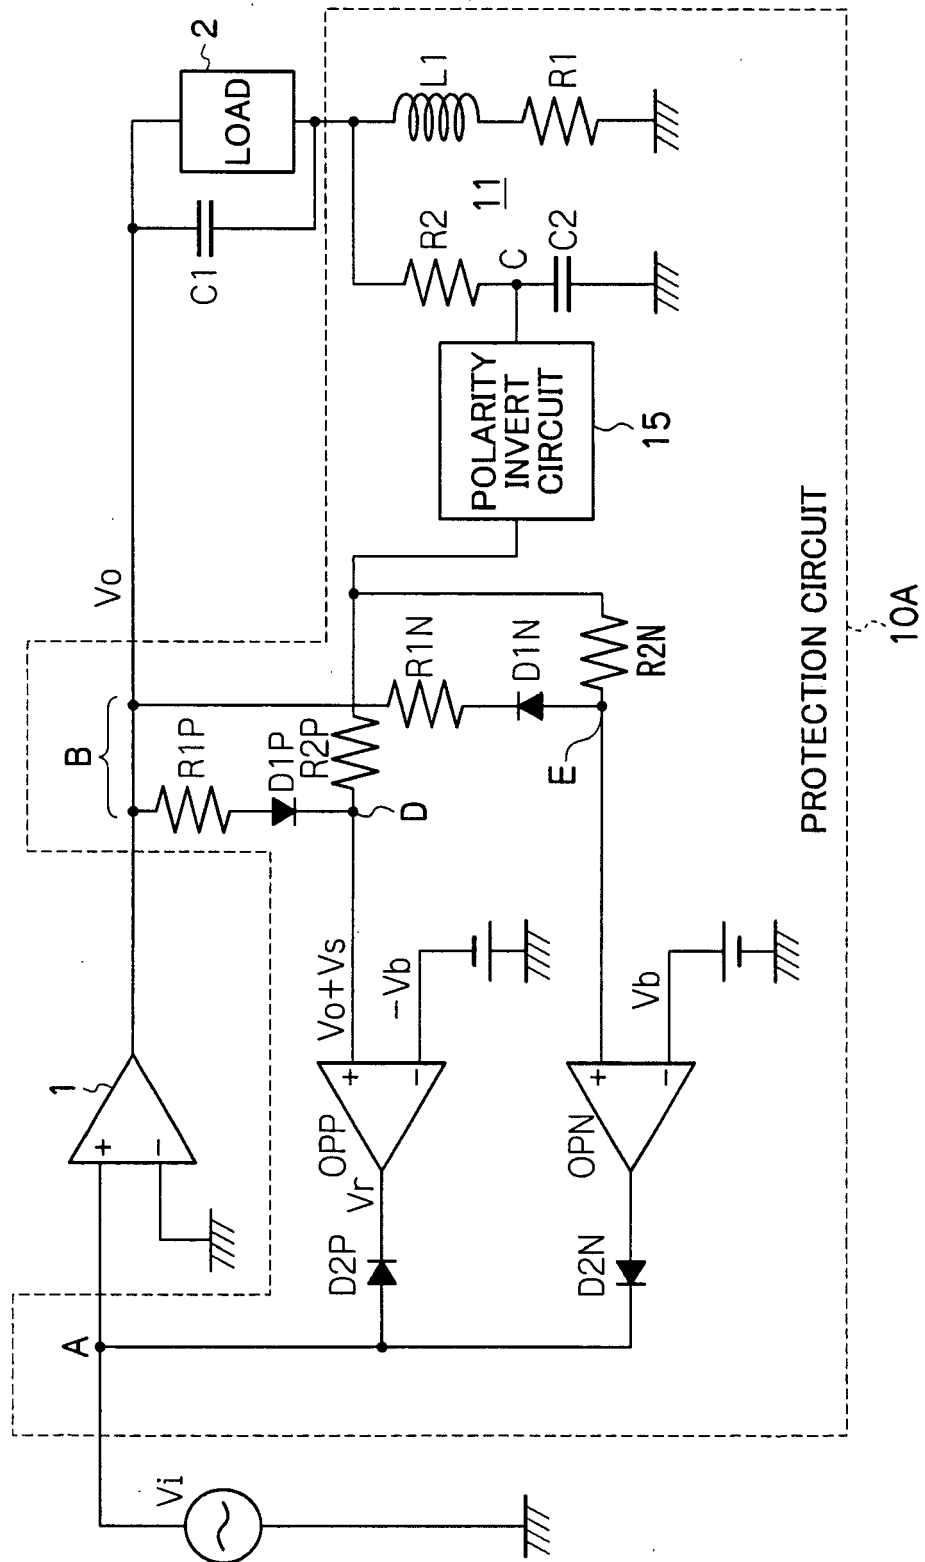 Vi
A
1
+
−
B
Vo
2
LOAD
C1
R1P
D1P
R2P
D
R1N
D1N
R2N
E
L1
R1
11
R2
C
C2
POLARITY
INVERT
CIRCUIT
15
Vo+Vs
−Vb
+
−
OPP
Vr
D2P
Vb
+
−
OPN
D2N
PROTECTION CIRCUIT
10A